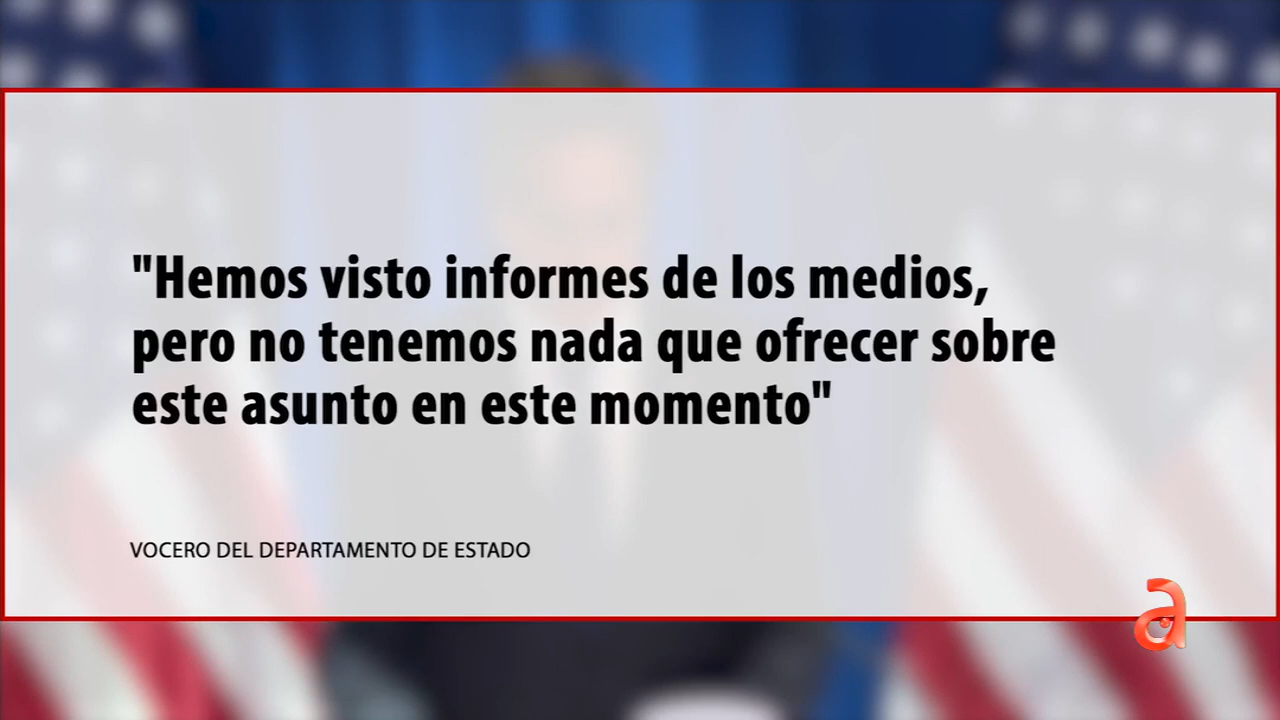 "Hemos visto informes de los medios,
pero no tenemos nada que ofrecer sobre
este asunto en este momento"
VOCERO DEL DEPARTAMENTO DE ESTADO
a